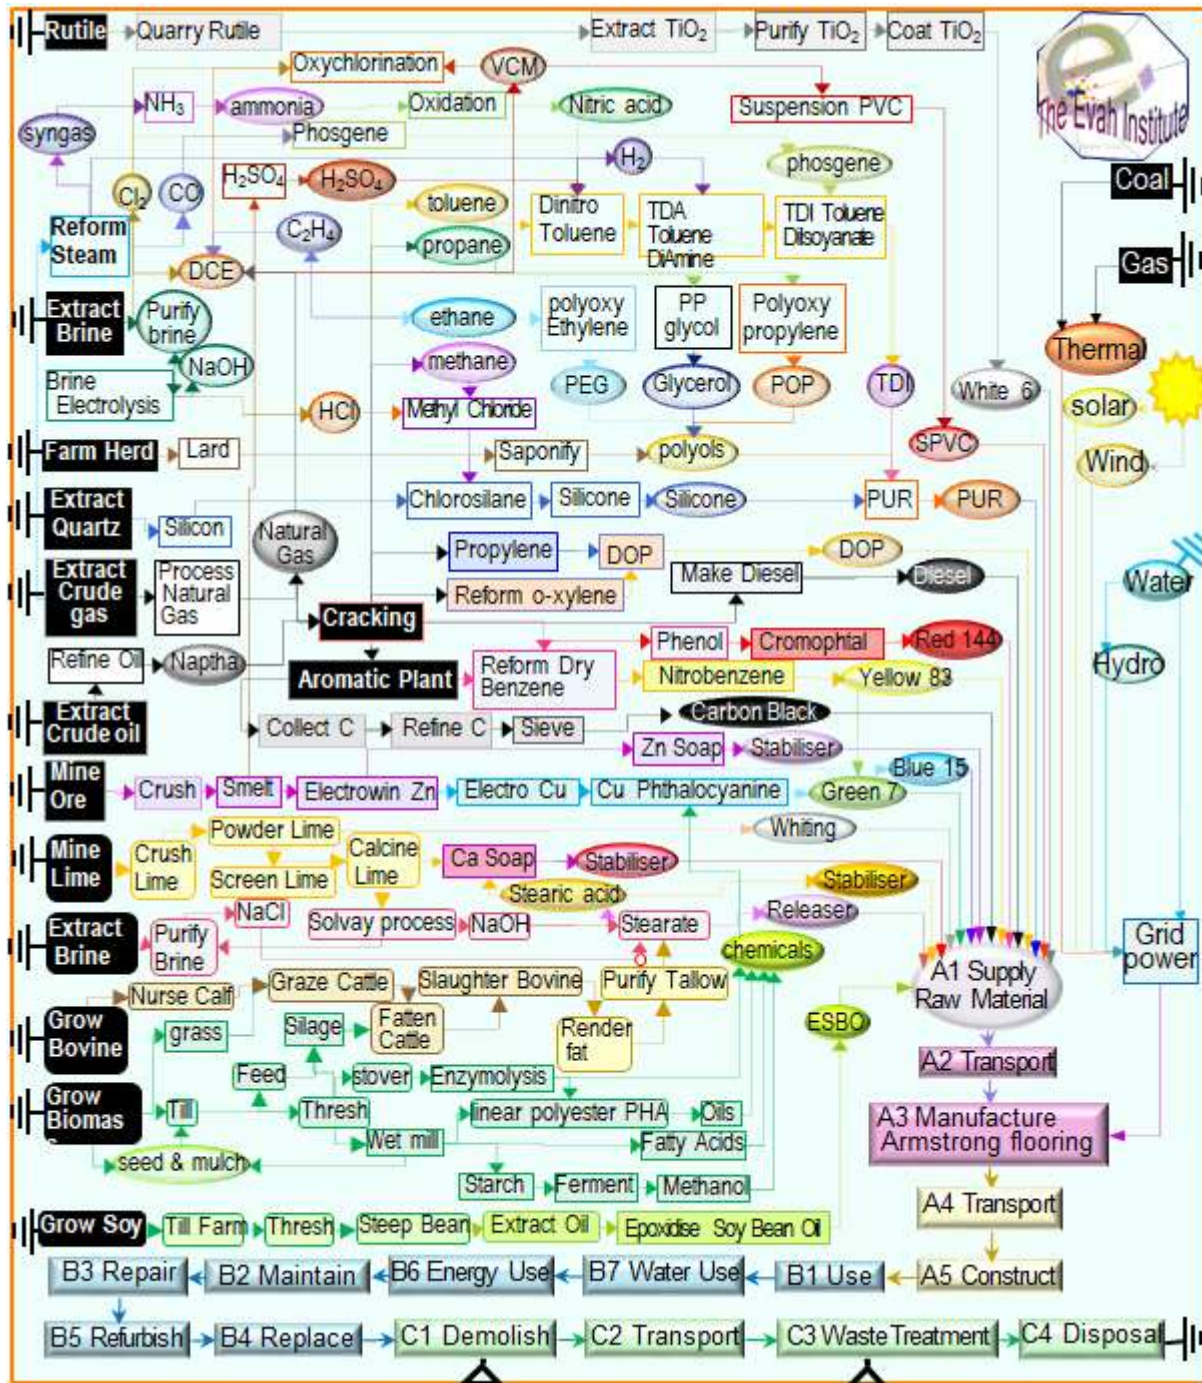 Rutile
Quarry Rutile
Extract TiO₂
Purify TiO₂
Coat TiO₂
Oxychlorination
VCM
The Evah Institute
NH₃
ammonia
Oxidation
Nitric acid
Suspension PVC
syngas
Phosgene
H₂
phosgene
Cl₂
CO
H₂SO₄
H₂SO₄
toluene
Dinitro
Toluene
TDA
Toluene
DiAmine
TDI Toluene
DiIsoyanate
Coal
Reform
Steam
C₂H₄
propane
DCE
Gas
Extract
Brine
Purify
brine
ethane
polyoxy
Ethylene
PP
glycol
Polyoxy
propylene
Thermal
NaOH
methane
Brine
Electrolysis
HCl
Methyl Chloride
PEG
Glycerol
POP
TDI
White 6
solar
Farm Herd
Lard
Saponify
polyols
SPVC
Wind
Extract
Quartz
Silicon
Natural
Gas
Chlorosilane
Silicone
Silicone
PUR
PUR
Propylene
DOP
DOP
Extract
Crude
gas
Process
Natural
Gas
Reform o-xylene
Make Diesel
Diesel
Water
Cracking
Refine Oil
Naptha
Phenol
Cromophtal
Red 144
Hydro
Aromatic Plant
Reform Dry
Benzene
Nitrobenzene
Yellow 83
Extract
Crude oil
Collect C
Refine C
Sieve
Carbon Black
Zn Soap
Stabiliser
Mine
Ore
Crush
Smelt
Electrowin Zn
Electro Cu
Cu Phthalocyanine
Blue 15
Green 7
Mine
Lime
Crush
Lime
Powder Lime
Screen Lime
Calcine
Lime
Whiting
Ca Soap
Stabiliser
Stearic acid
Stabiliser
Extract
Brine
Purify
Brine
NaCl
Solvay process
NaOH
Stearate
Releaser
chemicals
Grid
power
A1 Supply
Raw Material
Grow
Bovine
Nurse Calf
Graze Cattle
Slaughter Bovine
Purify Tallow
grass
Silage
Fatten
Cattle
Render
fat
ESBO
A2 Transport
Grow
Biomas
s
Feed
stover
Enzymolysis
Till
Thresh
linear polyester PHA
Oils
A3 Manufacture
Armstrong flooring
Wet mill
Fatty Acids
seed & mulch
Starch
Ferment
Methanol
A4 Transport
Grow Soy
Till Farm
Thresh
Steep Bean
Extract Oil
Epoxidise Soy Bean Oil
B3 Repair
B2 Maintain
B6 Energy Use
B7 Water Use
B1 Use
A5 Construct
B5 Refurbish
B4 Replace
C1 Demolish
C2 Transport
C3 Waste Treatment
C4 Disposal